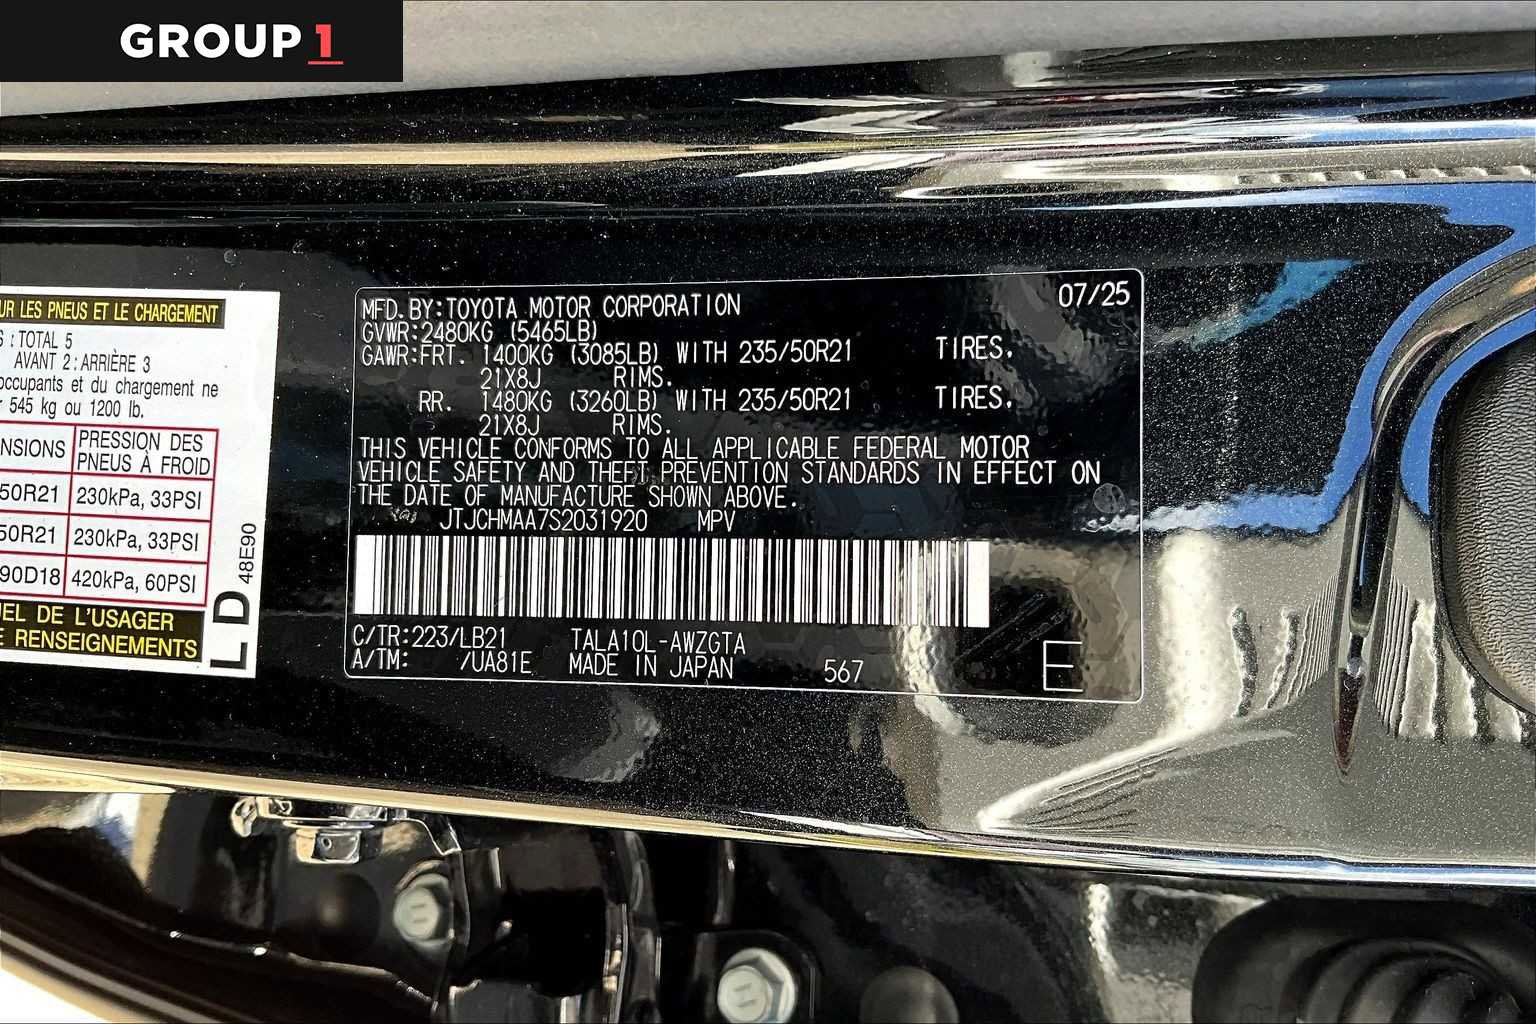 GROUP 1
UR LES PNEUS ET LE CHARGEMENT
S : TOTAL 5
AVANT 2 : ARRIÈRE 3
occupants et du chargement ne
545 kg ou 1200 lb.
ENSIONS PRESSION DES PNEUS À FROID
50R21 230kPa, 33PSI
50R21 230kPa, 33PSI
90D18 420kPa, 60PSI
UEL DE L'USAGER
E RENSEIGNEMENTS
LD 48E90
MFD. BY:TOYOTA MOTOR CORPORATION 07/25
GVWR:2480KG (5465LB)
GAWR:FRT. 1400KG (3085LB) WITH 235/50R21 TIRES.
21X8J RIMS.
RR. 1480KG (3260LB) WITH 235/50R21 TIRES.
21X8J RIMS.
THIS VEHICLE CONFORMS TO ALL APPLICABLE FEDERAL MOTOR
VEHICLE SAFETY AND THEFT PREVENTION STANDARDS IN EFFECT ON
THE DATE OF MANUFACTURE SHOWN ABOVE.
JTJCHMAA7S2031920 MPV
C/TR:223/LB21 TALA10L-AWZGTA
A/TM: /UA81E MADE IN JAPAN 567
E